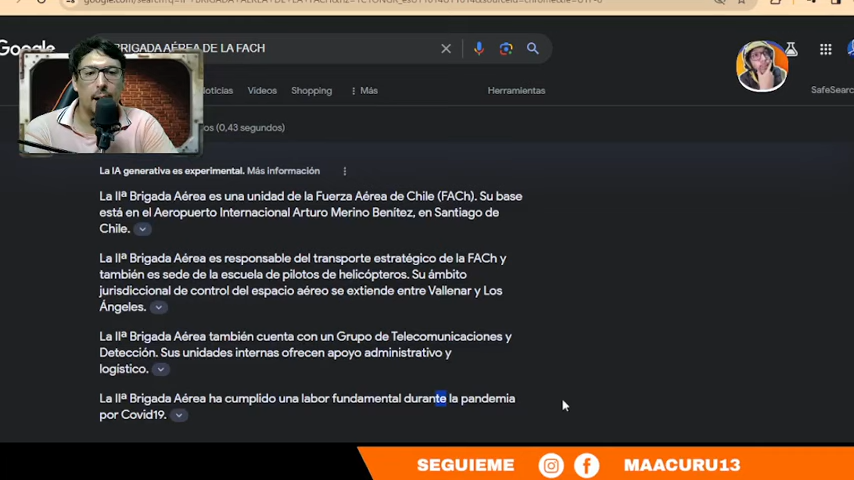 Google
BRIGADA AÉREA DE LA FACH
Videos
Shopping
Más
Herramientas
(0,43 segundos)
La IA generativa es experimental. Más información
La IIª Brigada Aérea es una unidad de la Fuerza Aérea de Chile (FACh). Su base
está en el Aeropuerto Internacional Arturo Merino Benítez, en Santiago de
Chile.
La IIª Brigada Aérea es responsable del transporte estratégico de la FACh y
también es sede de la escuela de pilotos de helicópteros. Su ámbito
jurisdiccional de control del espacio aéreo se extiende entre Vallenar y Los
Ángeles.
La IIª Brigada Aérea también cuenta con un Grupo de Telecomunicaciones y
Detección. Sus unidades internas ofrecen apoyo administrativo y
logístico.
La IIª Brigada Aérea ha cumplido una labor fundamental durante la pandemia
por Covid19.
SEGUIEME MAACURU13